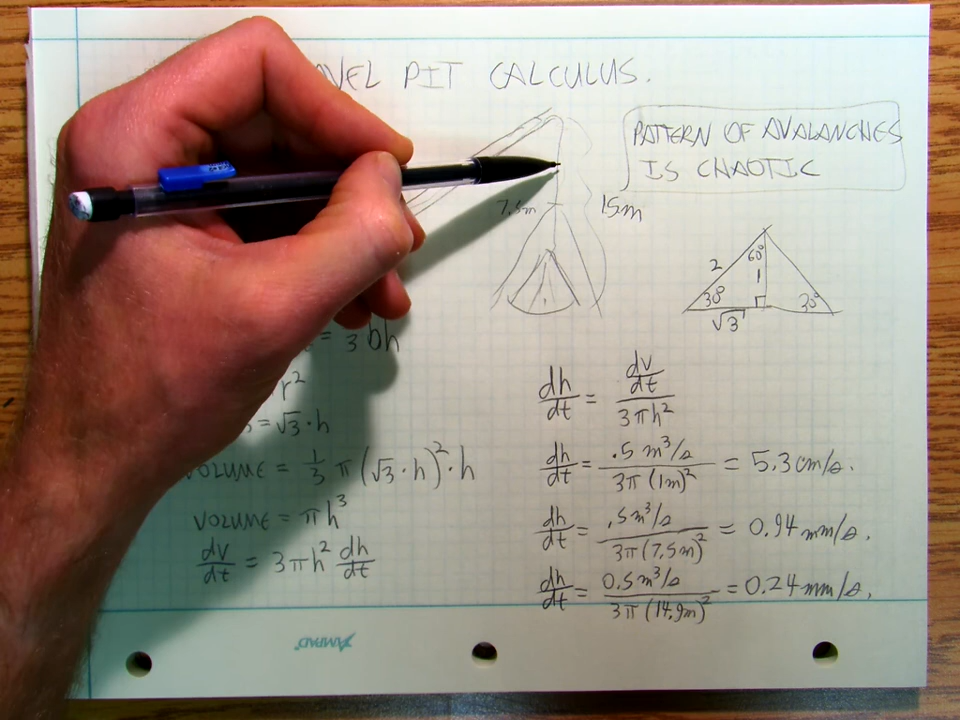 PIT CALCULUS.
PATTERN OF AVALANCHES
IS CHAOTIC
15m
2
60°
1
30°
30°
√3
= 3 bh
r²
= √3 · h
VOLUME = 1/3 π (√3 · h)² · h
VOLUME = πh³
dv/dt = 3πh² dh/dt
dh/dt = dv/dt / 3πh²
dh/dt = .5 m³/s / 3π (1m)² = 5.3 cm/s.
dh/dt = .5 m³/s / 3π (7.5m)² = 0.94 mm/s.
dh/dt = 0.5 m³/s / 3π (14.9m)² = 0.24 mm/s.
AMPAD